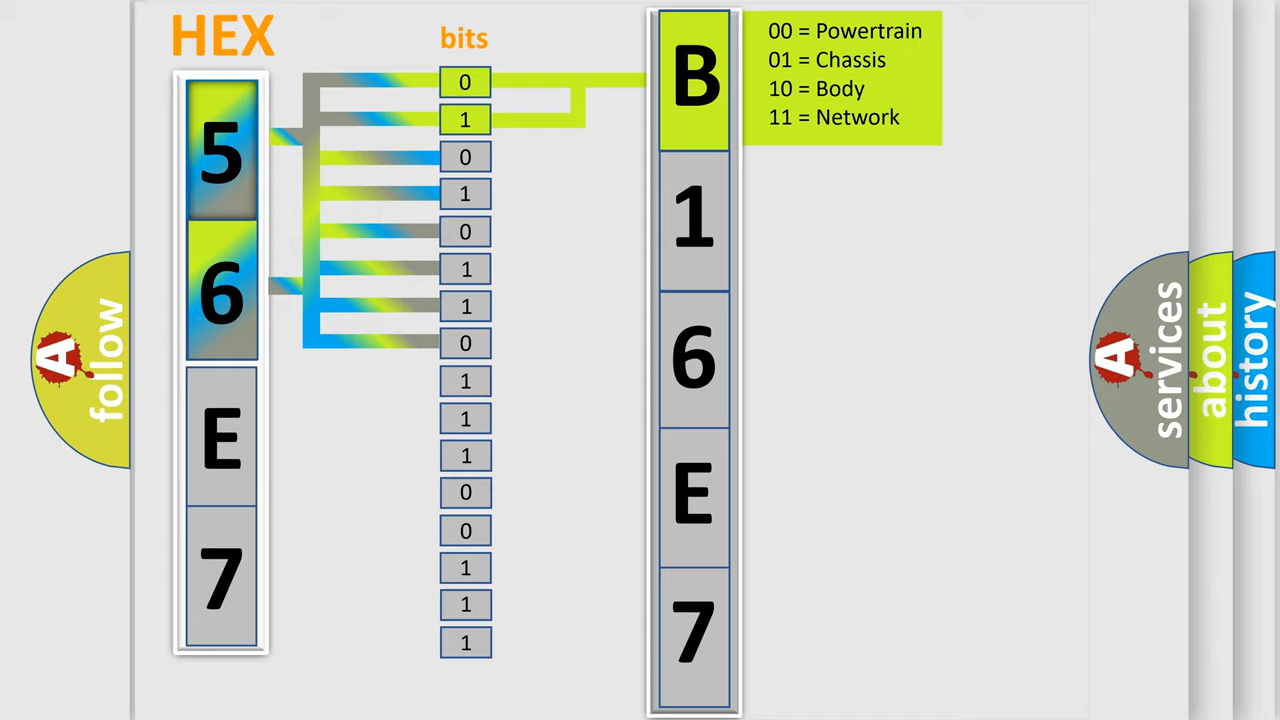 HEX
bits
5
6
E
7
0
1
0
1
0
1
1
0
1
1
1
0
0
1
1
1
B
1
6
E
7
00 = Powertrain
01 = Chassis
10 = Body
11 = Network
A
follow
A
services
about
history